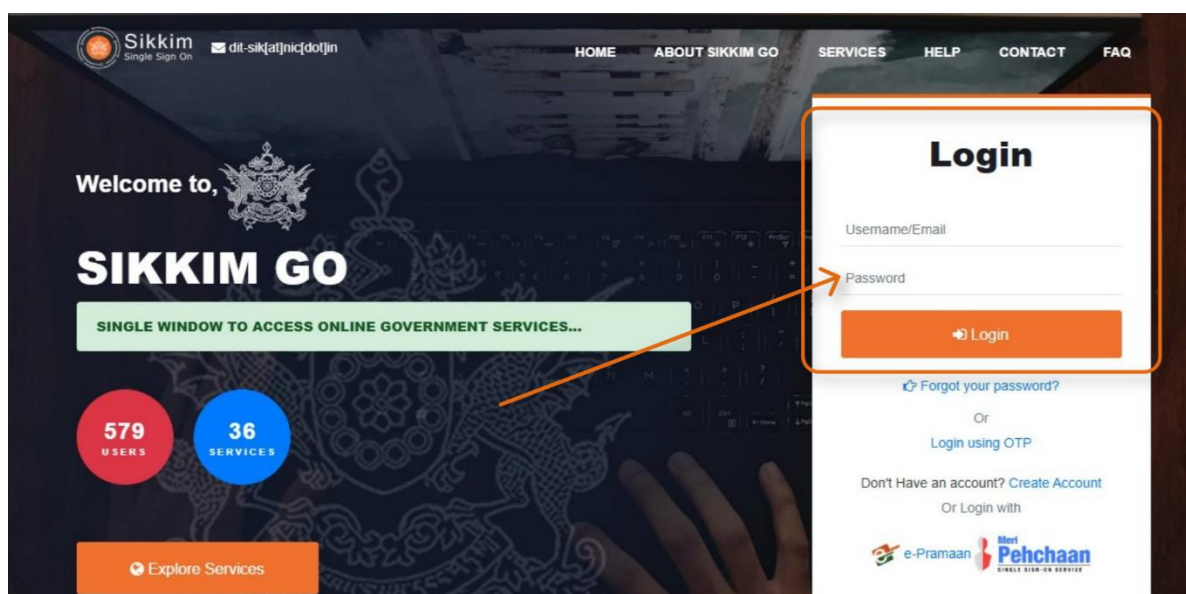 Sikkim
Single Sign On
dit-sik[at]nic[dot]in
HOME ABOUT SIKKIM GO SERVICES HELP CONTACT FAQ
Welcome to,
SIKKIM GO
SINGLE WINDOW TO ACCESS ONLINE GOVERNMENT SERVICES...
579
USERS
36
SERVICES
Explore Services
Login
Username/Email
Password
Login
Forgot your password?
Or
Login using OTP
Don't Have an account? Create Account
Or Login with
e-Pramaan
Meri
Pehchaan
SINGLE SIGN-ON SERVICE